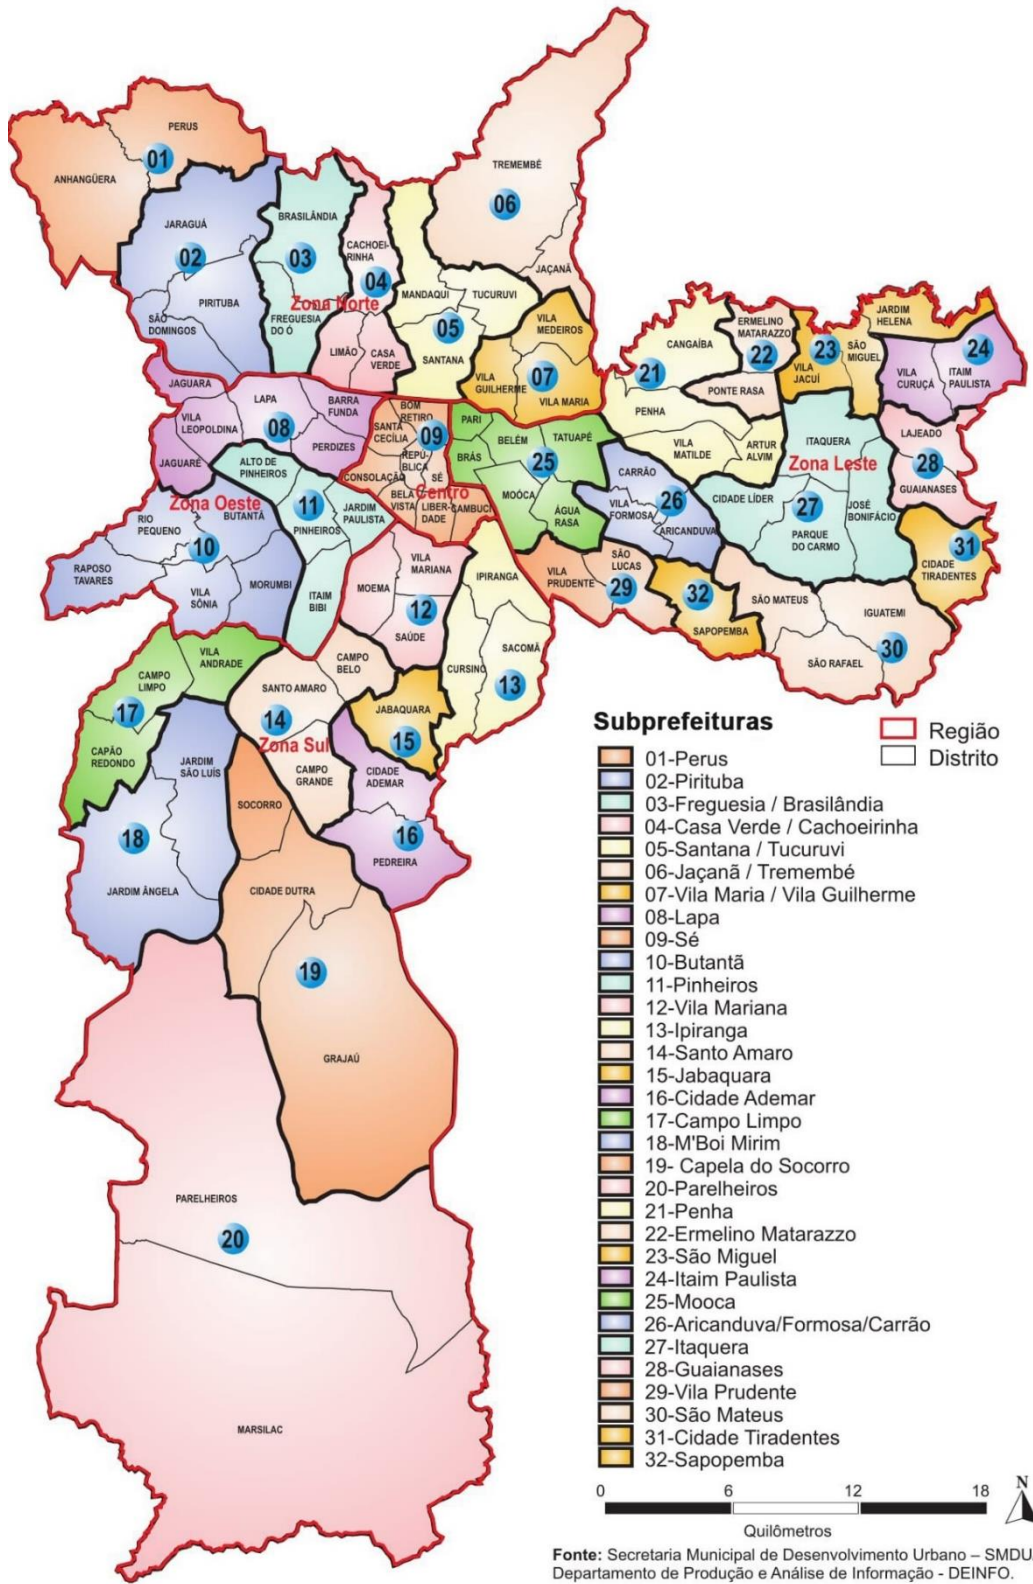 PERUS
01
ANHANGÜERA
TREMEMBÉ
06
JAÇANÃ
JARAGUÁ
02
PIRITUBA
SÃO
DOMINGOS
BRASILÂNDIA
03
Zona Norte
FREGUESIA
DO Ó
CACHOEI-
RINHA
04
LIMÃO
CASA
VERDE
MANDAQUI
TUCURUVI
05
SANTANA
VILA
MEDEIROS
VILA
GUILHERME
07
VILA MARIA
CANGAÍBA
21
PENHA
VILA
MATILDE
ARTUR
ALVIM
ERMELINO
MATARAZZO
22
PONTE RASA
JARDIM
HELENA
23
SÃO
MIGUEL
VILA
JACUÍ
24
VILA
CURUÇÁ
ITAIM
PAULISTA
JAGUARA
VILA
LEOPOLDINA
LAPA
08
BARRA
FUNDA
PERDIZES
JAGUARÉ
BOM
RETIRO
SANTA
CECÍLIA
09
REPÚ-
BLICA
SÉ
CONSOLAÇÃO
Centro
BELA
VISTA
LIBER-
DADE
CAMBUCI
PARI
BELÉM
TATUAPÉ
BRÁS
25
MOÓCA
ÁGUA
RASA
CARRÃO
VILA
FORMOSA
26
ARICANDUVA
ITAQUERA
Zona Leste
CIDADE LÍDER
27
JOSÉ
BONIFÁCIO
PARQUE
DO CARMO
LAJEADO
28
GUAIANASES
31
CIDADE
TIRADENTES
ALTO DE
PINHEIROS
11
PINHEIROS
JARDIM
PAULISTA
ITAIM
BIBI
Zona Oeste
RIO
PEQUENO
BUTANTÃ
10
RAPOSO
TAVARES
VILA
SÔNIA
MORUMBI
VILA
MARIANA
MOEMA
12
SAÚDE
IPIRANGA
SACOMÃ
CURSINO
13
VILA
PRUDENTE
SÃO
LUCAS
29
32
SAPOPEMBA
SÃO MATEUS
IGUATEMI
30
SÃO RAFAEL
VILA
ANDRADE
CAMPO
LIMPO
17
CAPÃO
REDONDO
CAMPO
BELO
SANTO AMARO
14
Zona Sul
CAMPO
GRANDE
JABAQUARA
15
CIDADE
ADEMAR
16
PEDREIRA
JARDIM
SÃO LUÍS
18
JARDIM ÂNGELA
SOCORRO
CIDADE DUTRA
19
GRAJAÚ
PARELHEIROS
20
MARSILAC
Subprefeituras
Região
Distrito
01-Perus
02-Pirituba
03-Freguesia / Brasilândia
04-Casa Verde / Cachoeirinha
05-Santana / Tucuruvi
06-Jaçanã / Tremembé
07-Vila Maria / Vila Guilherme
08-Lapa
09-Sé
10-Butantã
11-Pinheiros
12-Vila Mariana
13-Ipiranga
14-Santo Amaro
15-Jabaquara
16-Cidade Ademar
17-Campo Limpo
18-M'Boi Mirim
19- Capela do Socorro
20-Parelheiros
21-Penha
22-Ermelino Matarazzo
23-São Miguel
24-Itaim Paulista
25-Mooca
26-Aricanduva/Formosa/Carrão
27-Itaquera
28-Guaianases
29-Vila Prudente
30-São Mateus
31-Cidade Tiradentes
32-Sapopemba
0 6 12 18
N
Quilômetros
Fonte: Secretaria Municipal de Desenvolvimento Urbano – SMDU
Departamento de Produção e Análise de Informação - DEINFO.